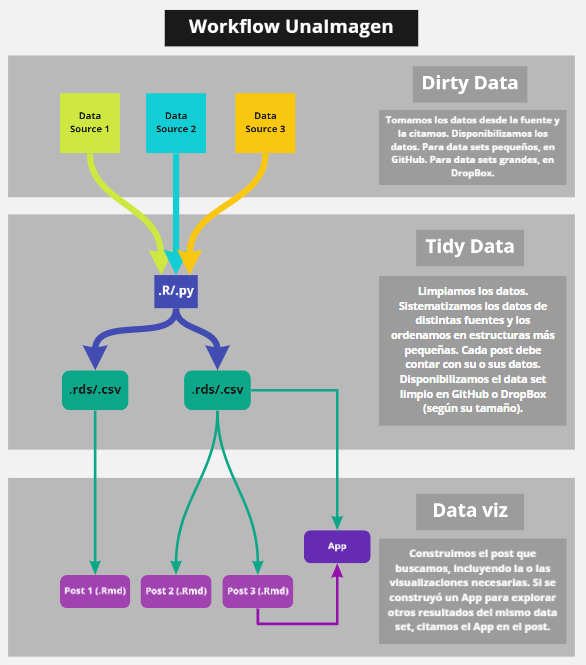 Workflow UnaImagen
Dirty Data
Data
Source 1
Data
Source 2
Data
Source 3
Tomamos los datos desde la fuente y
la citamos. Disponibilizamos los
datos. Para data sets pequeños, en
GitHub. Para data sets grandes, en
DropBox.
Tidy Data
.R/.py
Limpiamos los datos.
Sistematizamos los datos de
distintas fuentes y los
ordenamos en estructuras más
pequeñas. Cada post debe
contar con su o sus datos.
Disponibilizamos el data set
limpio en GitHub o DropBox
(según su tamaño).
.rds/.csv
.rds/.csv
Data viz
App
Construimos el post que
buscamos, incluyendo la o las
visualizaciones necesarias. Si se
construyó un App para explorar
otros resultados del mismo data
set, citamos el App en el post.
Post 1 (.Rmd)
Post 2 (.Rmd)
Post 3 (.Rmd)